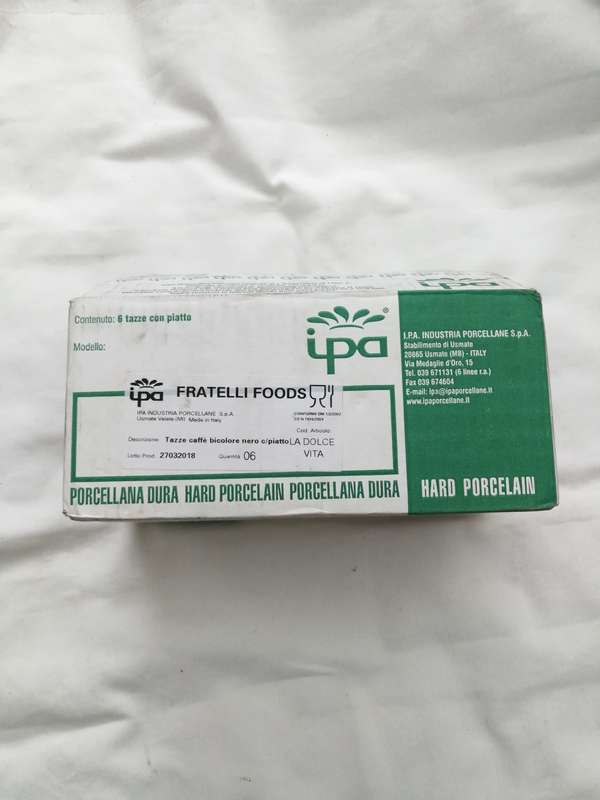 Contenuto: 6 tazze con piatto
Modello:
ipa
®
ipa FRATELLI FOODS
IPA INDUSTRIA PORCELLANE S.p.A
Usmate Velate (MI) Made in Italy
Cod. Articolo:
Descrizione: Tazze caffè bicolore nero c/piatto LA DOLCE
VITA
Lotto Prod. 27032018 Quantità 06
PORCELLANA DURA HARD PORCELAIN PORCELLANA DURA
I.P.A. INDUSTRIA PORCELLANE S.p.A.
Stabilimento di Usmate
20865 Usmate (MB) - ITALY
Via Medaglie d'Oro, 15
Tel. 039 671131 (6 linee r.a.)
Fax 039 674604
E-mail: ipa@ipaporcellane.it
www.ipaporcellane.it
HARD PORCELAIN